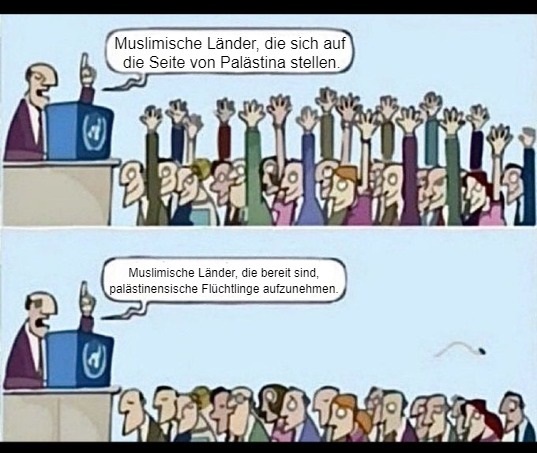 Muslimische Länder, die sich auf
die Seite von Palästina stellen.
Muslimische Länder, die bereit sind,
palästinensische Flüchtlinge aufzunehmen.